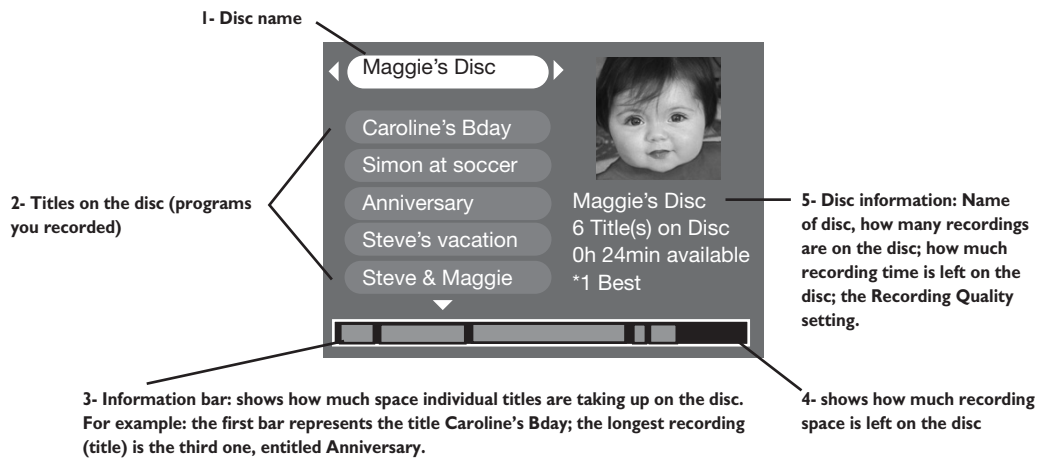 1- Disc name
Maggie's Disc
Caroline's Bday
Simon at soccer
Anniversary
Steve's vacation
Steve & Maggie
2- Titles on the disc (programs
you recorded)
Maggie's Disc
6 Title(s) on Disc
0h 24min available
*1 Best
5- Disc information: Name
of disc, how many recordings
are on the disc; how much
recording time is left on the
disc; the Recording Quality
setting.
3- Information bar: shows how much space individual titles are taking up on the disc.
For example: the first bar represents the title Caroline's Bday; the longest recording
(title) is the third one, entitled Anniversary.
4- shows how much recording
space is left on the disc